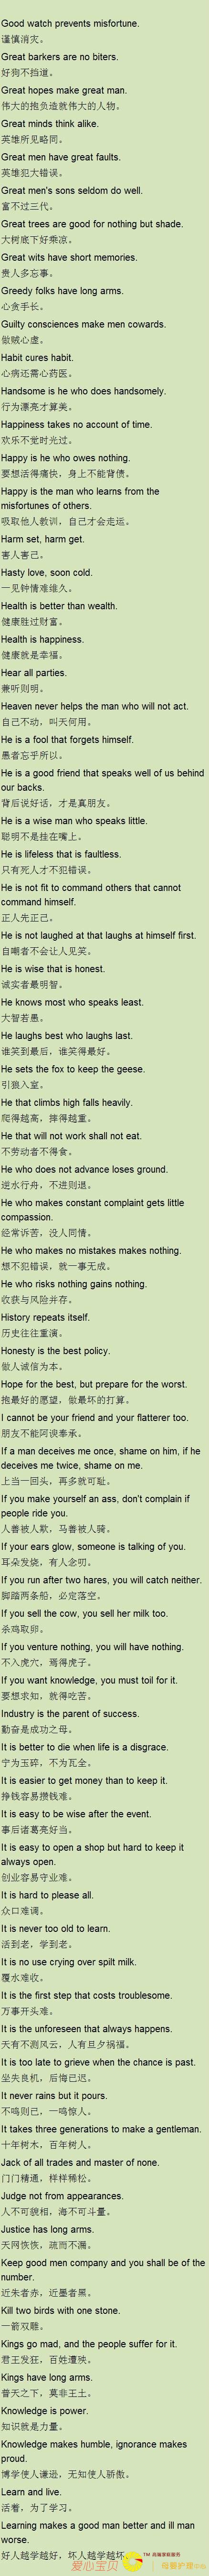 Good watch prevents misfortune.
谨慎消灾。
Great barkers are no biters.
好狗不挡道。
Great hopes make great man.
伟大的抱负造就伟大的人物。
Great minds think alike.
英雄所见略同。
Great men have great faults.
英雄犯大错误。
Great men's sons seldom do well.
富不过三代。
Great trees are good for nothing but shade.
大树底下好乘凉。
Great wits have short memories.
贵人多忘事。
Greedy folks have long arms.
心贪手长。
Guilty consciences make men cowards.
做贼心虚。
Habit cures habit.
心病还需心药医。
Handsome is he who does handsomely.
行为漂亮才算美。
Happiness takes no account of time.
欢乐不觉时光过。
Happy is he who owes nothing.
要想活得痛快，身上不能背债。
Happy is the man who learns from the
misfortunes of others.
吸取他人教训，自己才会走运。
Harm set, harm get.
害人害己。
Hasty love, soon cold.
一见钟情难维久。
Health is better than wealth.
健康胜过财富。
Health is happiness.
健康就是幸福。
Hear all parties.
兼听则明。
Heaven never helps the man who will not act.
自己不动，叫天何用。
He is a fool that forgets himself.
愚者忘乎所以。
He is a good friend that speaks well of us behind
our backs.
背后说好话，才是真朋友。
He is a wise man who speaks little.
聪明不是挂在嘴上。
He is lifeless that is faultless.
只有死人才不犯错误。
He is not fit to command others that cannot
command himself.
正人先正己。
He is not laughed at that laughs at himself first.
自嘲者不会让人见笑。
He is wise that is honest.
诚实者最明智。
He knows most who speaks least.
大智若愚。
He laughs best who laughs last.
谁笑到最后，谁笑得最好。
He sets the fox to keep the geese.
引狼入室。
He that climbs high falls heavily.
爬得越高，摔得越重。
He that will not work shall not eat.
不劳动者不得食。
He who does not advance loses ground.
逆水行舟，不进则退。
He who makes constant complaint gets little
compassion.
经常诉苦，没人同情。
He who makes no mistakes makes nothing.
想不犯错误，就一事无成。
He who risks nothing gains nothing.
收获与风险并存。
History repeats itself.
历史往往重演。
Honesty is the best policy.
做人诚信为本。
Hope for the best, but prepare for the worst.
抱最好的愿望，做最坏的打算。
I cannot be your friend and your flatterer too.
朋友不能阿谀奉承。
If a man deceives me once, shame on him, if he
deceives me twice, shame on me.
上当一回头，再多就可耻。
If you make yourself an ass, don't complain if
people ride you.
人善被人欺，马善被人骑。
If your ears glow, someone is talking of you.
耳朵发烧，有人念叨。
If you run after two hares, you will catch neither.
脚踏两条船，必定落空。
If you sell the cow, you sell her milk too.
杀鸡取卵。
If you venture nothing, you will have nothing.
不入虎穴，焉得虎子。
If you want knowledge, you must toil for it.
要想求知，就得吃苦。
Industry is the parent of success.
勤奋是成功之母。
It is better to die when life is a disgrace.
宁为玉碎，不为瓦全。
It is easier to get money than to keep it.
挣钱容易攒钱难。
It is easy to be wise after the event.
事后诸葛亮好当。
It is easy to open a shop but hard to keep it
always open.
创业容易守业难。
It is hard to please all.
众口难调。
It is never too old to learn.
活到老，学到老。
It is no use crying over spilt milk.
覆水难收。
It is the first step that costs troublesome.
万事开头难。
It is the unforeseen that always happens.
天有不测风云，人有旦夕祸福。
It is too late to grieve when the chance is past.
坐失良机，后悔已迟。
It never rains but it pours.
不鸣则已，一鸣惊人。
It takes three generations to make a gentleman.
十年树木，百年树人。
Jack of all trades and master of none.
门门精通，样样稀松。
Judge not from appearances.
人不可貌相，海不可斗量。
Justice has long arms.
天网恢恢，疏而不漏。
Keep good men company and you shall be of the
number.
近朱者赤，近墨者黑。
Kill two birds with one stone.
一箭双雕。
Kings go mad, and the people suffer for it.
君王发狂，百姓遭殃。
Kings have long arms.
普天之下，莫非王土。
Knowledge is power.
知识就是力量。
Knowledge makes humble, ignorance makes
proud.
博学使人谦逊，无知使人骄傲。
Learn and live.
活着，为了学习。
Learning makes a good man better and ill man
worse.
好人越学越好，坏人越学越坏
爱心宝贝